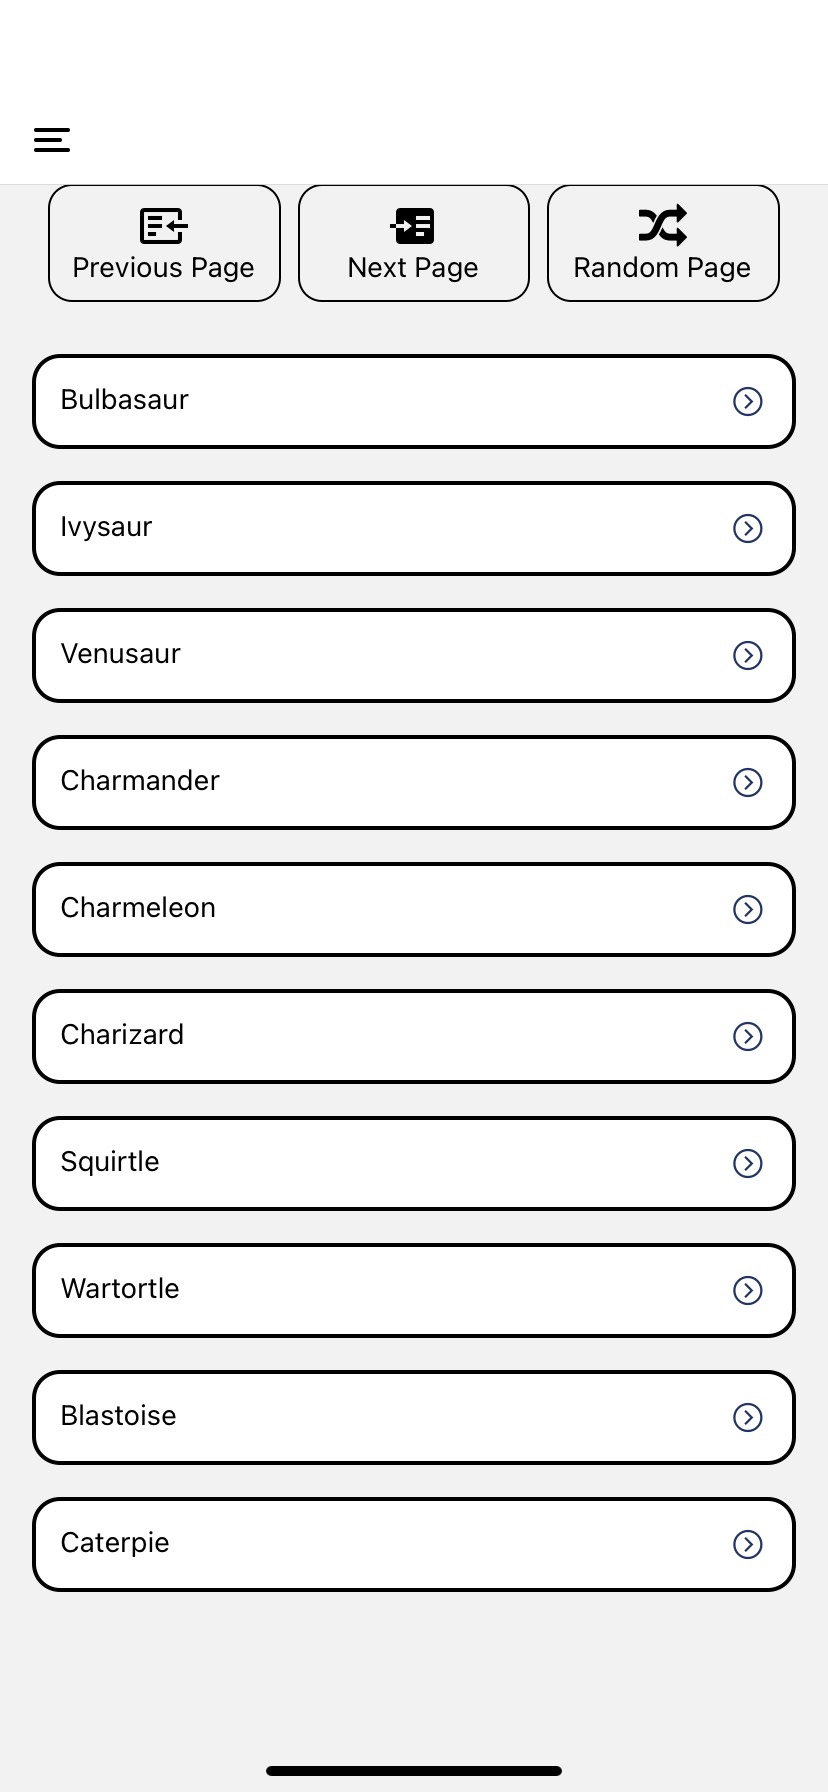 Previous Page
Next Page
Random Page
Bulbasaur
Ivysaur
Venusaur
Charmander
Charmeleon
Charizard
Squirtle
Wartortle
Blastoise
Caterpie